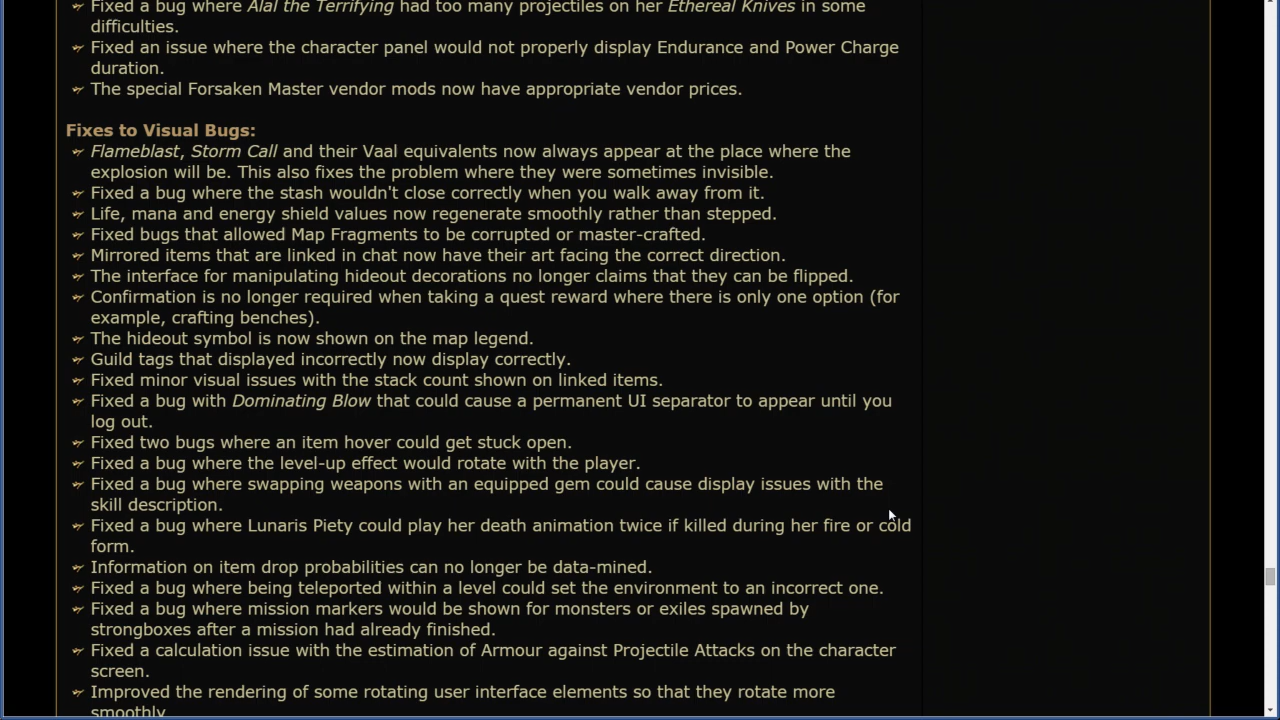 Fixed a bug where Alal the Terrifying had too many projectiles on her Ethereal Knives in some
difficulties.
Fixed an issue where the character panel would not properly display Endurance and Power Charge
duration.
The special Forsaken Master vendor mods now have appropriate vendor prices.
Fixes to Visual Bugs:
Flameblast, Storm Call and their Vaal equivalents now always appear at the place where the
explosion will be. This also fixes the problem where they were sometimes invisible.
Fixed a bug where the stash wouldn't close correctly when you walk away from it.
Life, mana and energy shield values now regenerate smoothly rather than stepped.
Fixed bugs that allowed Map Fragments to be corrupted or master-crafted.
Mirrored items that are linked in chat now have their art facing the correct direction.
The interface for manipulating hideout decorations no longer claims that they can be flipped.
Confirmation is no longer required when taking a quest reward where there is only one option (for
example, crafting benches).
The hideout symbol is now shown on the map legend.
Guild tags that displayed incorrectly now display correctly.
Fixed minor visual issues with the stack count shown on linked items.
Fixed a bug with Dominating Blow that could cause a permanent UI separator to appear until you
log out.
Fixed two bugs where an item hover could get stuck open.
Fixed a bug where the level-up effect would rotate with the player.
Fixed a bug where swapping weapons with an equipped gem could cause display issues with the
skill description.
Fixed a bug where Lunaris Piety could play her death animation twice if killed during her fire or cold
form.
Information on item drop probabilities can no longer be data-mined.
Fixed a bug where being teleported within a level could set the environment to an incorrect one.
Fixed a bug where mission markers would be shown for monsters or exiles spawned by
strongboxes after a mission had already finished.
Fixed a calculation issue with the estimation of Armour against Projectile Attacks on the character
screen.
Improved the rendering of some rotating user interface elements so that they rotate more
smoothly.